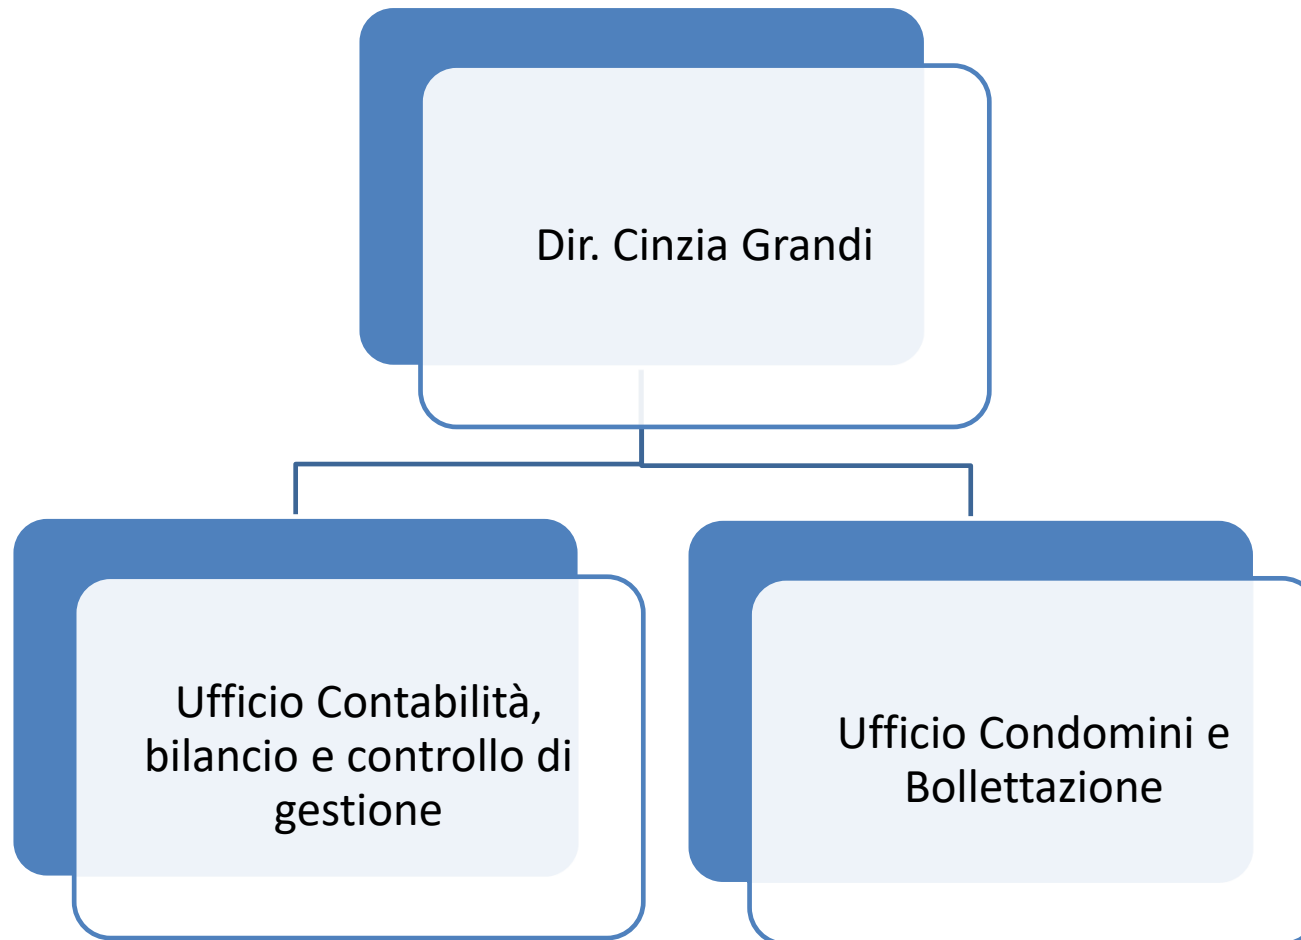 Dir. Cinzia Grandi
Ufficio Contabilità,
bilancio e controllo di
gestione
Ufficio Condomini e
Bollettazione